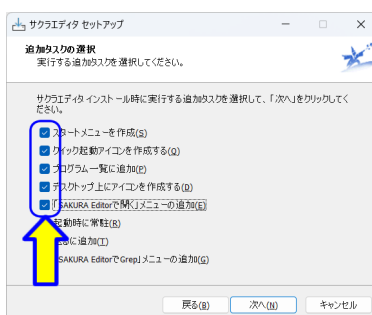 サクラエディタ セットアップ
追加タスクの選択
実行する追加タスクを選択してください。
サクラエディタ インストール時に実行する追加タスクを選択して、「次へ」をクリックしてく
ださい。
スタートメニューを作成(S)
クイック起動アイコンを作成する(Q)
プログラム一覧に追加(P)
デスクトップ上にアイコンを作成する(D)
「SAKURA Editorで開く」メニューの追加(E)
起動時に常駐(R)
に追加(T)
SAKURA EditorでGrep」メニューの追加(G)
戻る(B)
次へ(N)
キャンセル